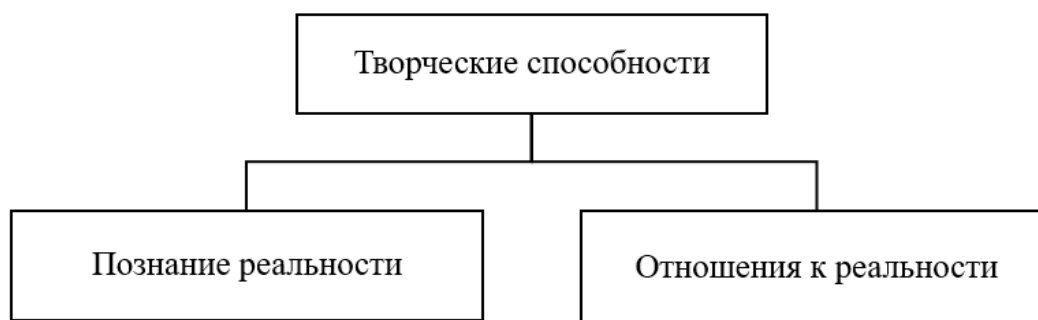 Творческие способности
Познание реальности
Отношения к реальности